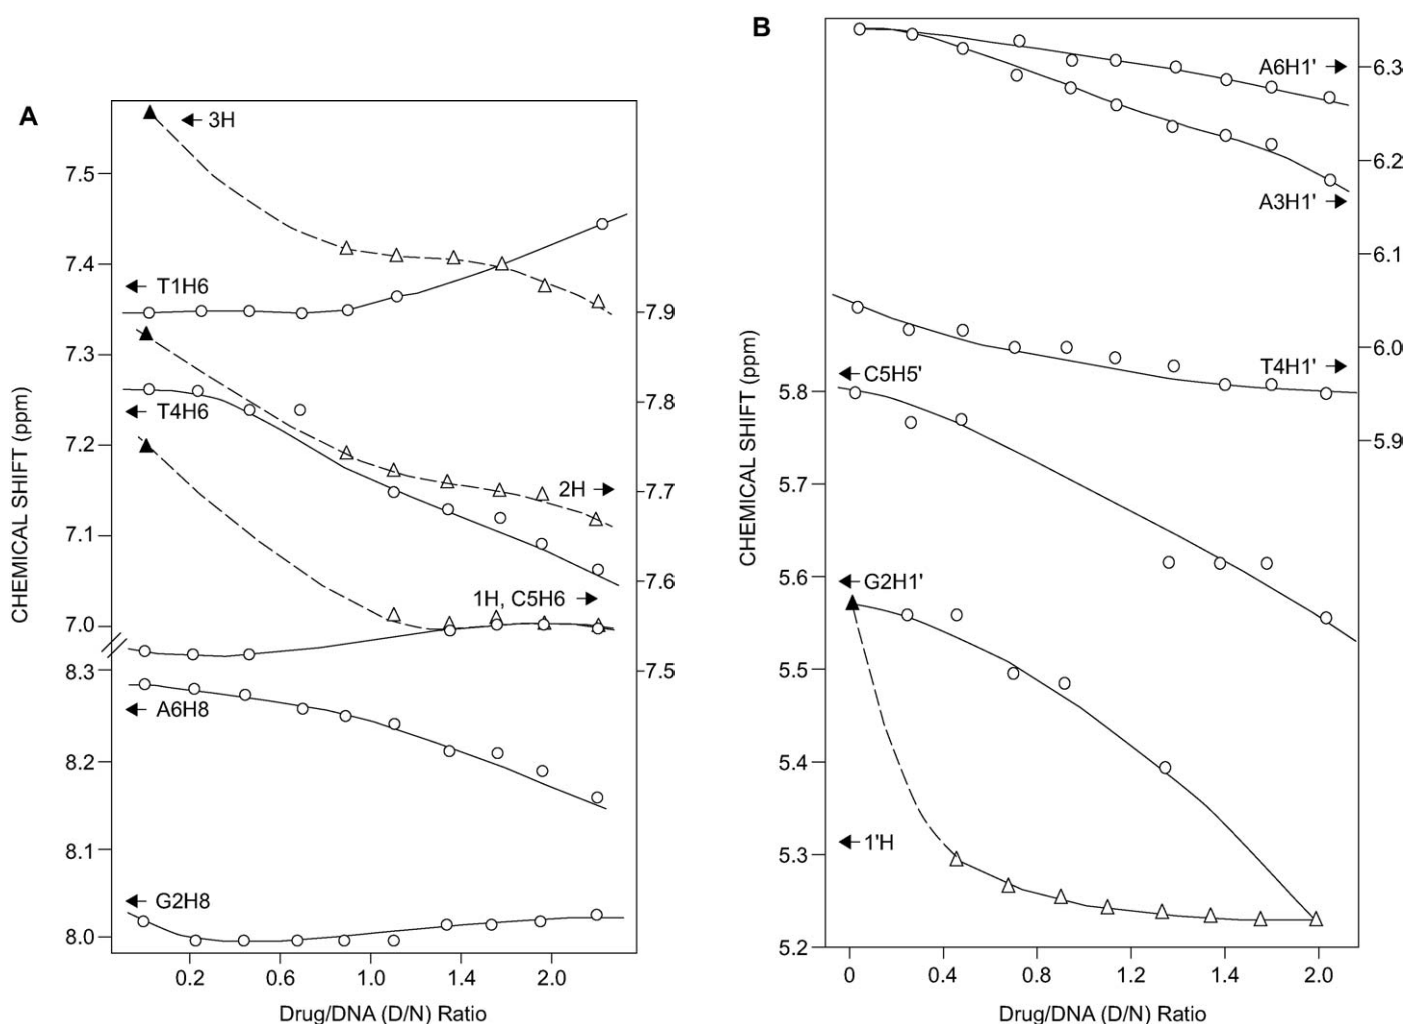 A
3H
7.5
7.4
T1H6
7.9
7.3
7.8
T4H6
7.2
2H
7.7
7.1
7.6
1H, C5H6
7.0
8.3
7.5
A6H8
8.2
8.1
G2H8
8.0
0.2 0.6 1.0 1.4 2.0
Drug/DNA (D/N) Ratio
CHEMICAL SHIFT (ppm)
B
A6H1'
6.3
6.2
A3H1'
6.1
6.0
T4H1'
C5H5'
5.8
5.9
5.7
G2H1'
5.6
5.5
5.4
1'H
5.3
5.2
0 0.4 0.8 1.2 1.4 2.0
Drug/DNA (D/N) Ratio
CHEMICAL SHIFT (ppm)